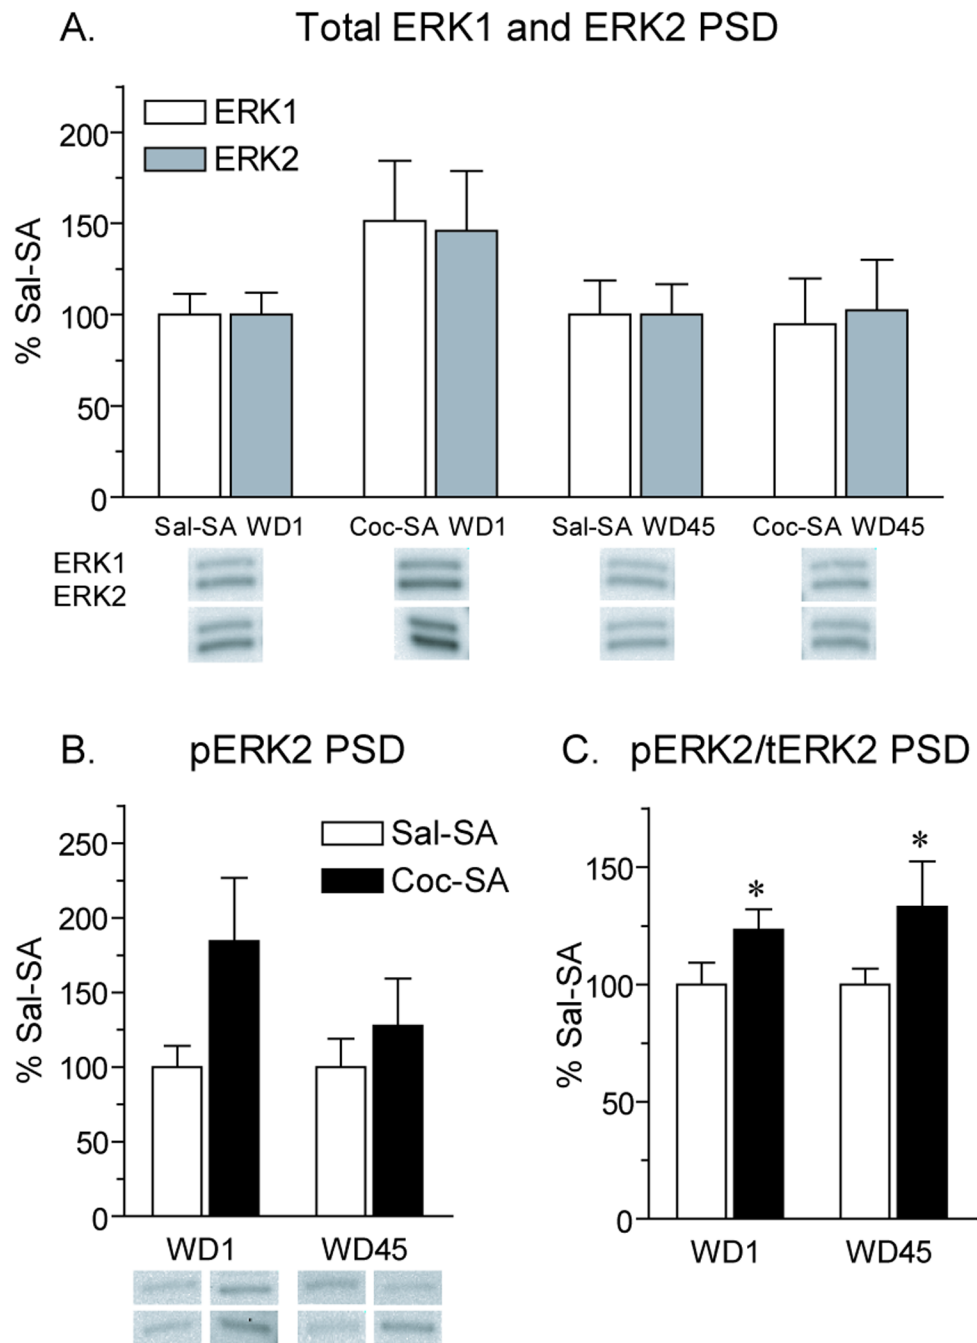 A. Total ERK1 and ERK2 PSD
ERK1
ERK2
200
150
100
50
0
% Sal-SA
Sal-SA WD1 Coc-SA WD1 Sal-SA WD45 Coc-SA WD45
ERK1
ERK2
B. pERK2 PSD
Sal-SA
Coc-SA
250
200
150
100
50
0
% Sal-SA
WD1 WD45
C. pERK2/tERK2 PSD
* *
150
100
50
0
% Sal-SA
WD1 WD45